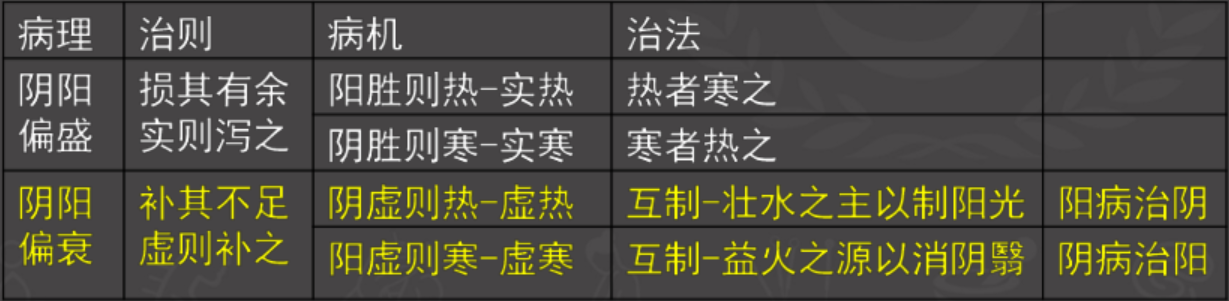 病理 治则 病机 治法
阴阳偏盛 损其有余 实则泻之 阳胜则热-实热 热者寒之
阴胜则寒-实寒 寒者热之
阴阳偏衰 补其不足 虚则补之 阴虚则热-虚热 互制-壮水之主以制阳光 阳病治阴
阳虚则寒-虚寒 互制-益火之源以消阴翳 阴病治阳